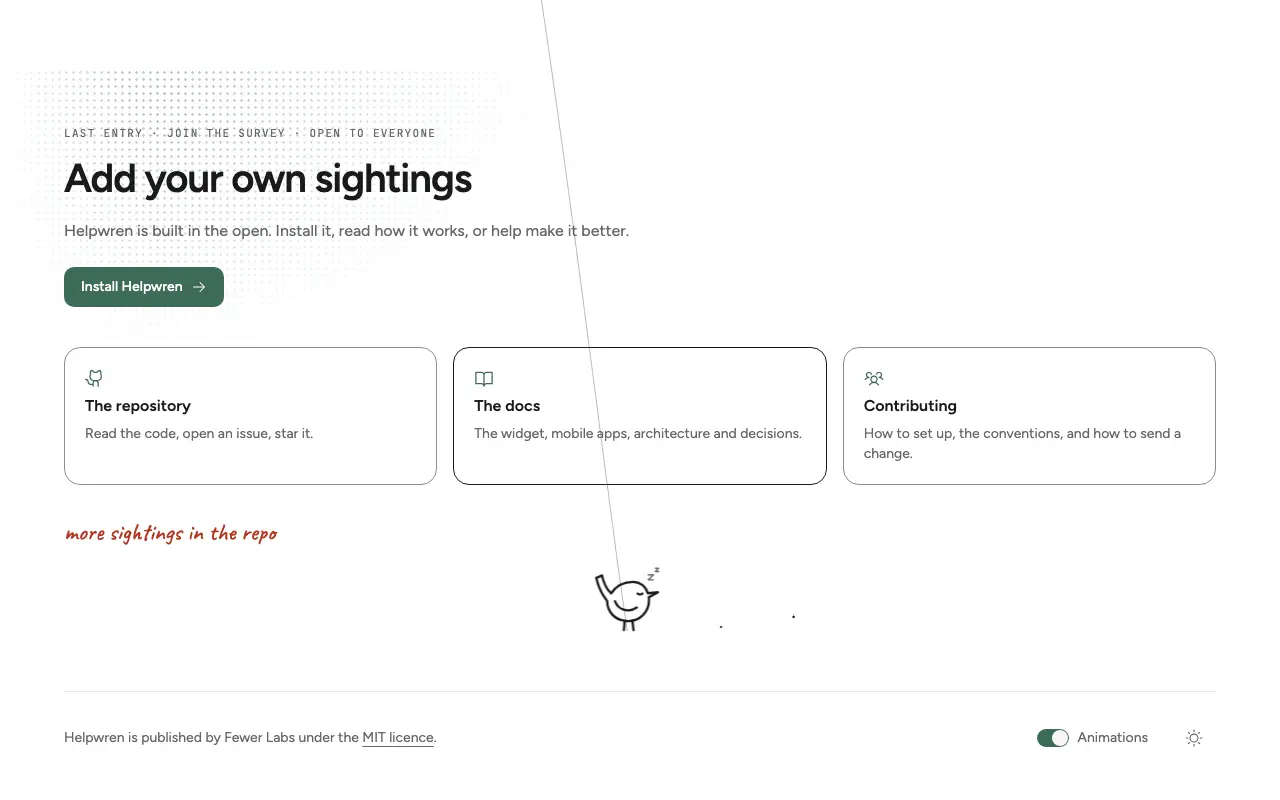 LAST ENTRY · JOIN THE SURVEY · OPEN TO EVERYONE
Add your own sightings
Helpwren is built in the open. Install it, read how it works, or help make it better.
Install Helpwren →
The repository
Read the code, open an issue, star it.
The docs
The widget, mobile apps, architecture and decisions.
Contributing
How to set up, the conventions, and how to send a
change.
more sightings in the repo
z z
Helpwren is published by Fewer Labs under the MIT licence.
Animations